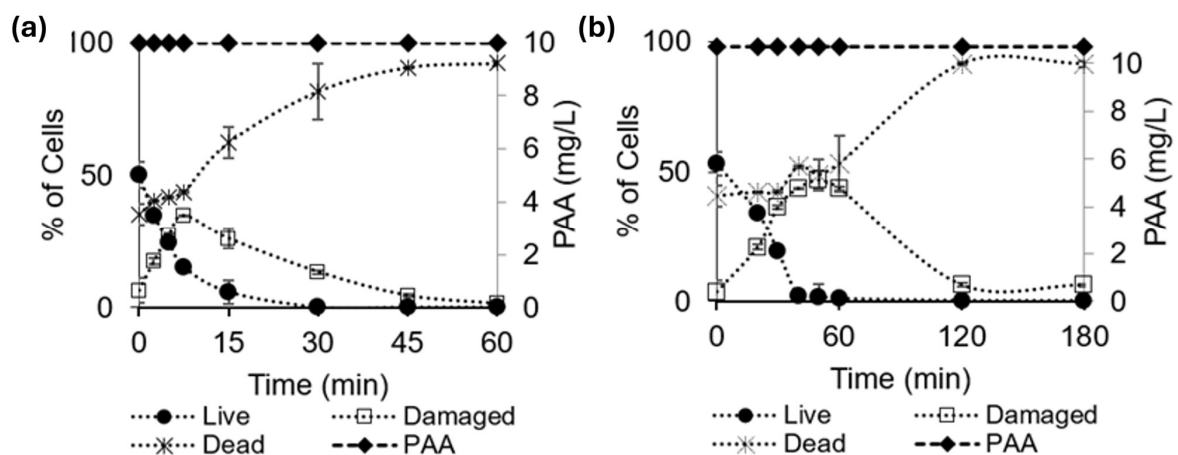 (a)
100
50
0
% of Cells
10
8
6
4
2
0
PAA (mg/L)
0 15 30 45 60
Time (min)
Live Damaged
Dead PAA
(b)
100
50
0
% of Cells
10
8
6
4
2
0
PAA (mg/L)
0 60 120 180
Time (min)
Live Damaged
Dead PAA